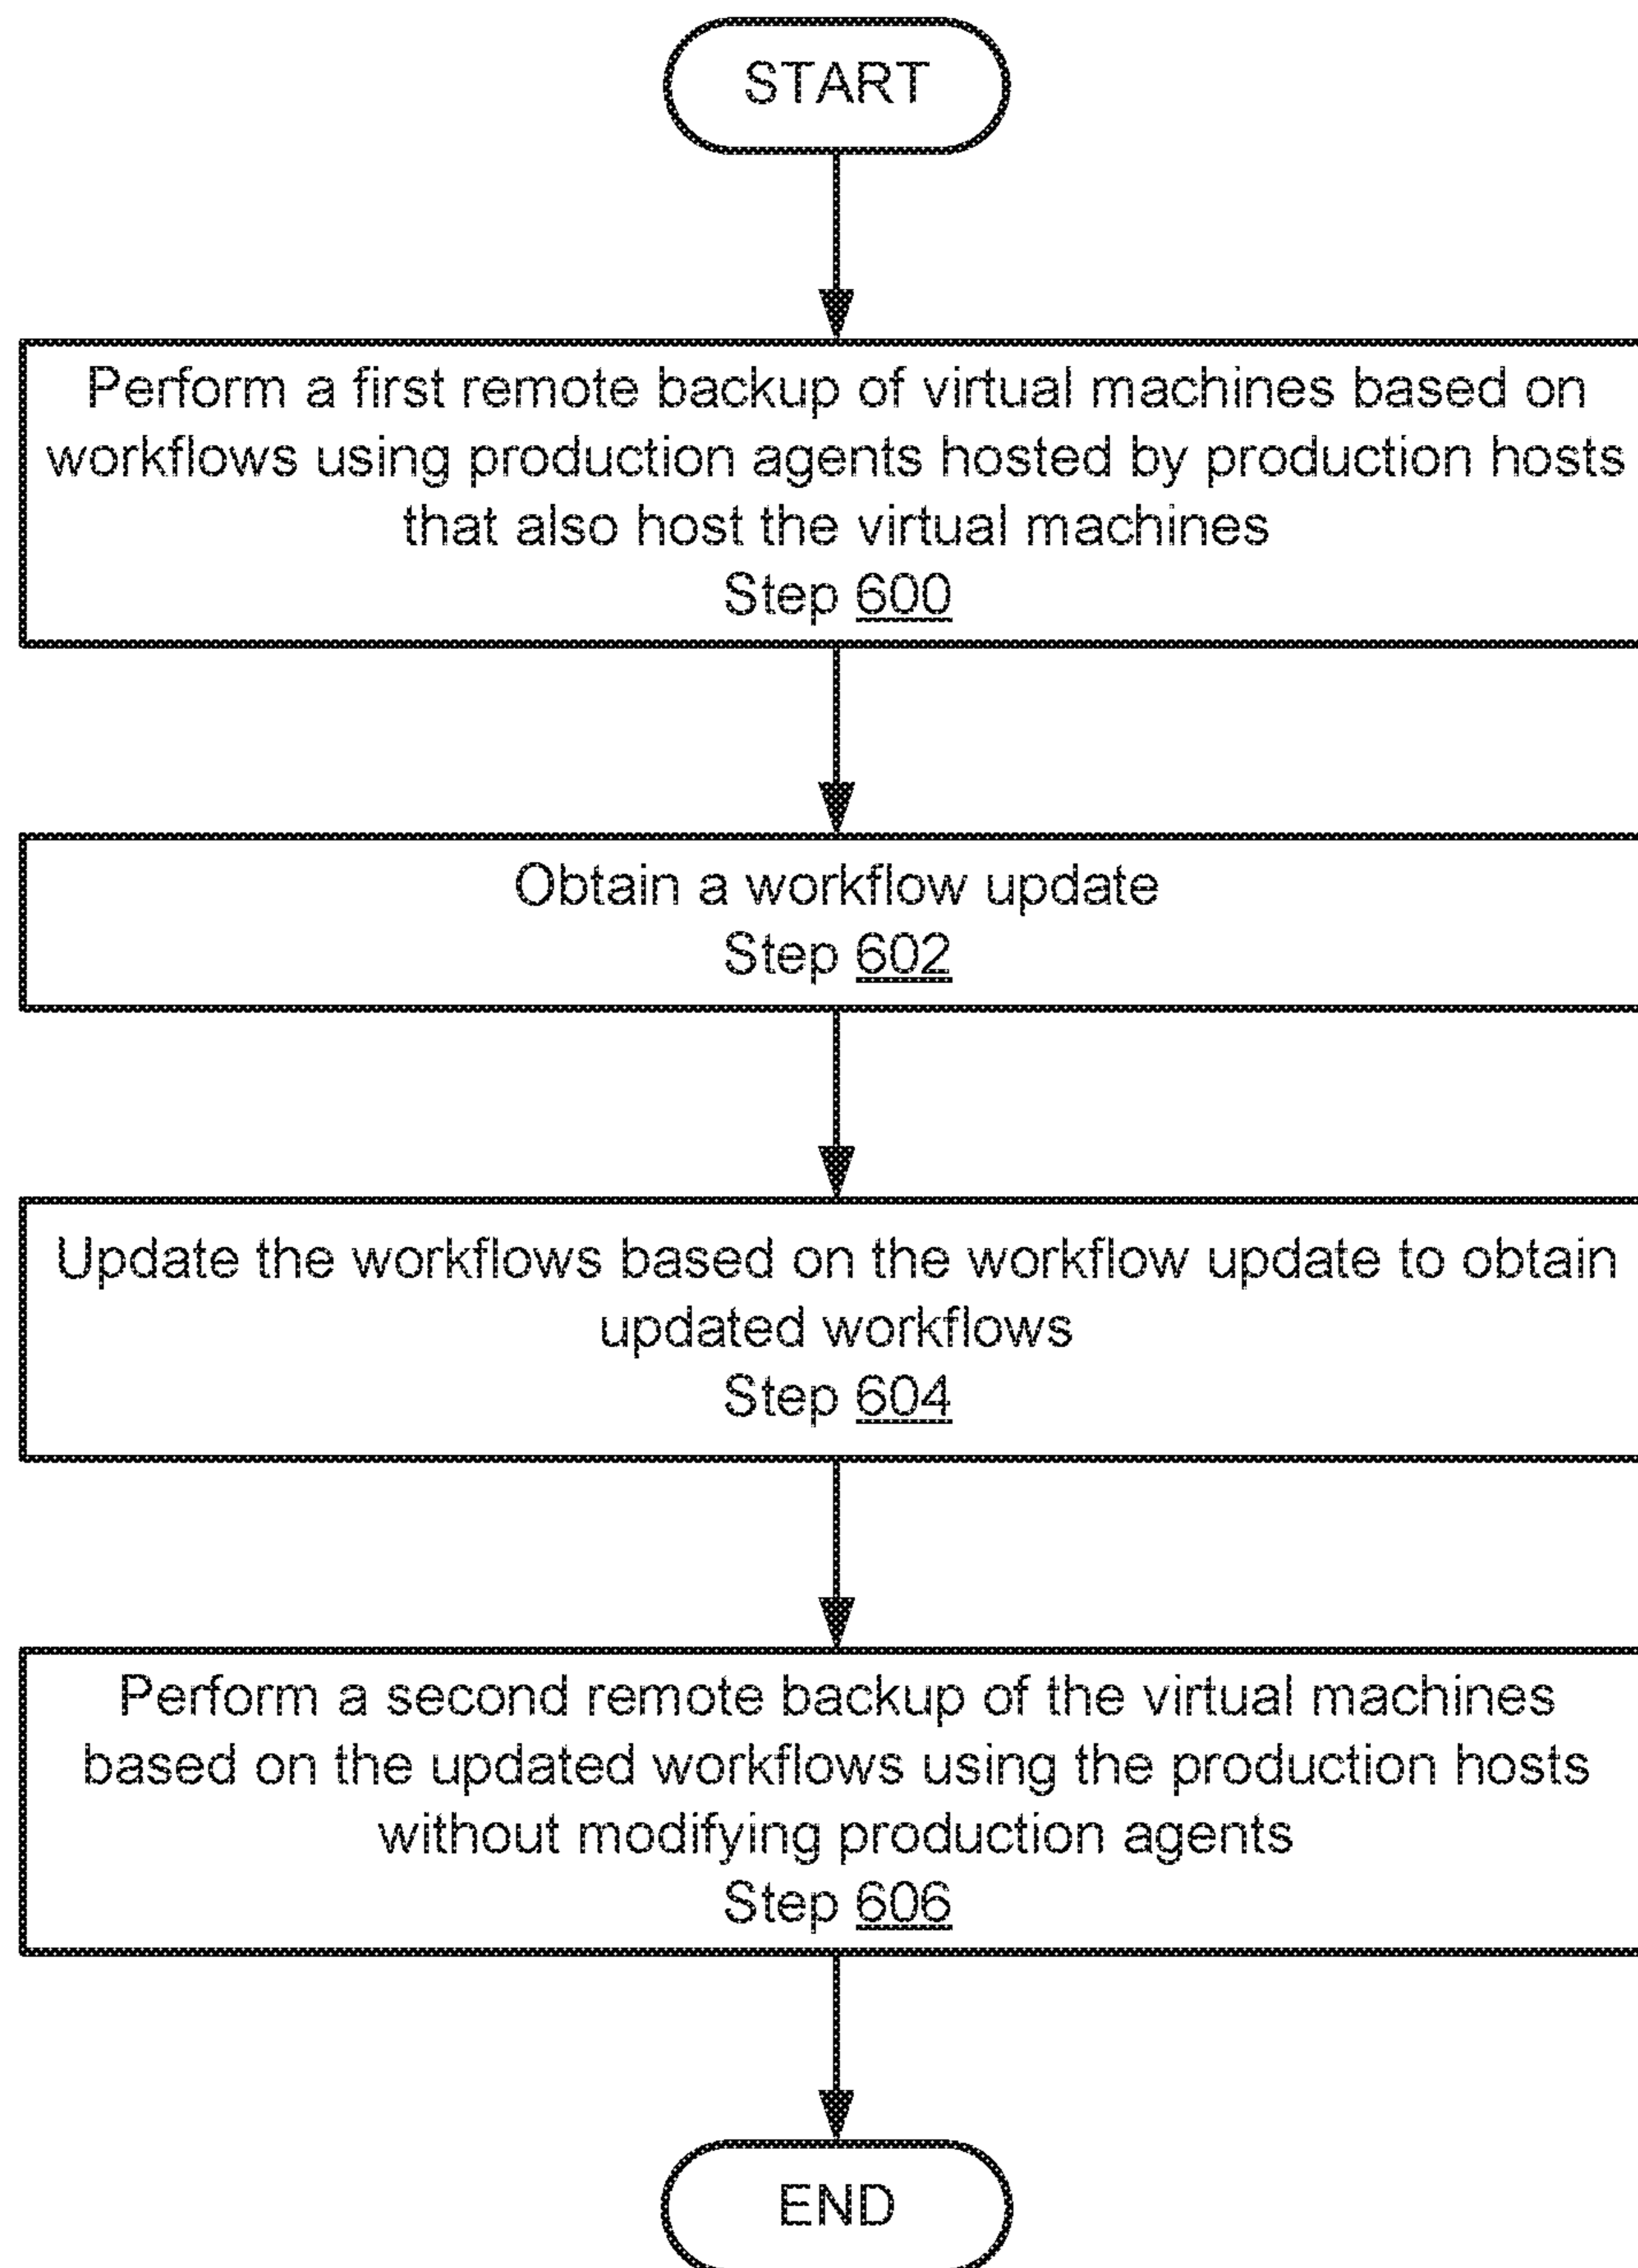 START
Perform a first remote backup of virtual machines based on
workflows using production agents hosted by production hosts
that also host the virtual machines
Step 600
Obtain a workflow update
Step 602
Update the workflows based on the workflow update to obtain
updated workflows
Step 604
Perform a second remote backup of the virtual machines
based on the updated workflows using the production hosts
without modifying production agents
Step 606
END